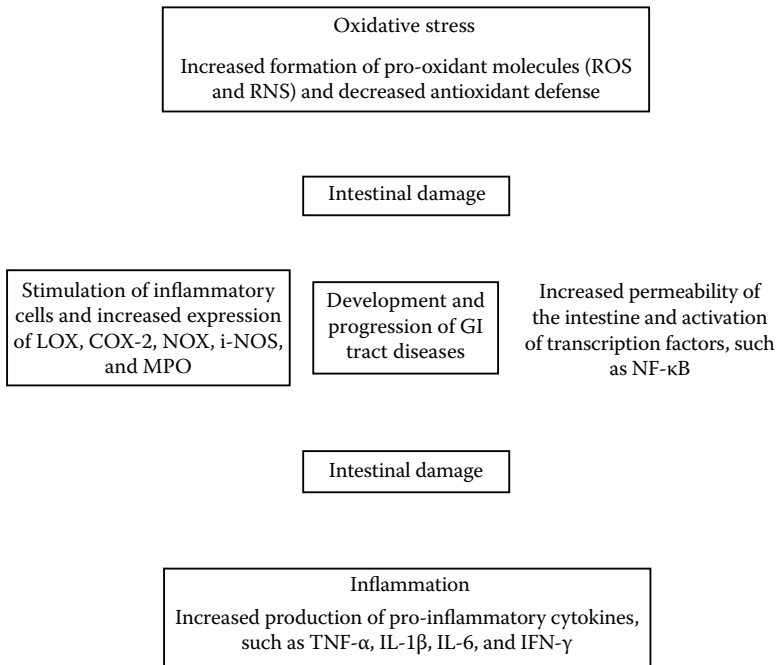 Oxidative stress
Increased formation of pro-oxidant molecules (ROS
and RNS) and decreased antioxidant defense
Intestinal damage
Stimulation of inflammatory
cells and increased expression
of LOX, COX-2, NOX, i-NOS,
and MPO
Development and
progression of GI
tract diseases
Increased permeability of
the intestine and activation
of transcription factors, such
as NF-κB
Intestinal damage
Inflammation
Increased production of pro-inflammatory cytokines,
such as TNF-α, IL-1β, IL-6, and IFN-γ